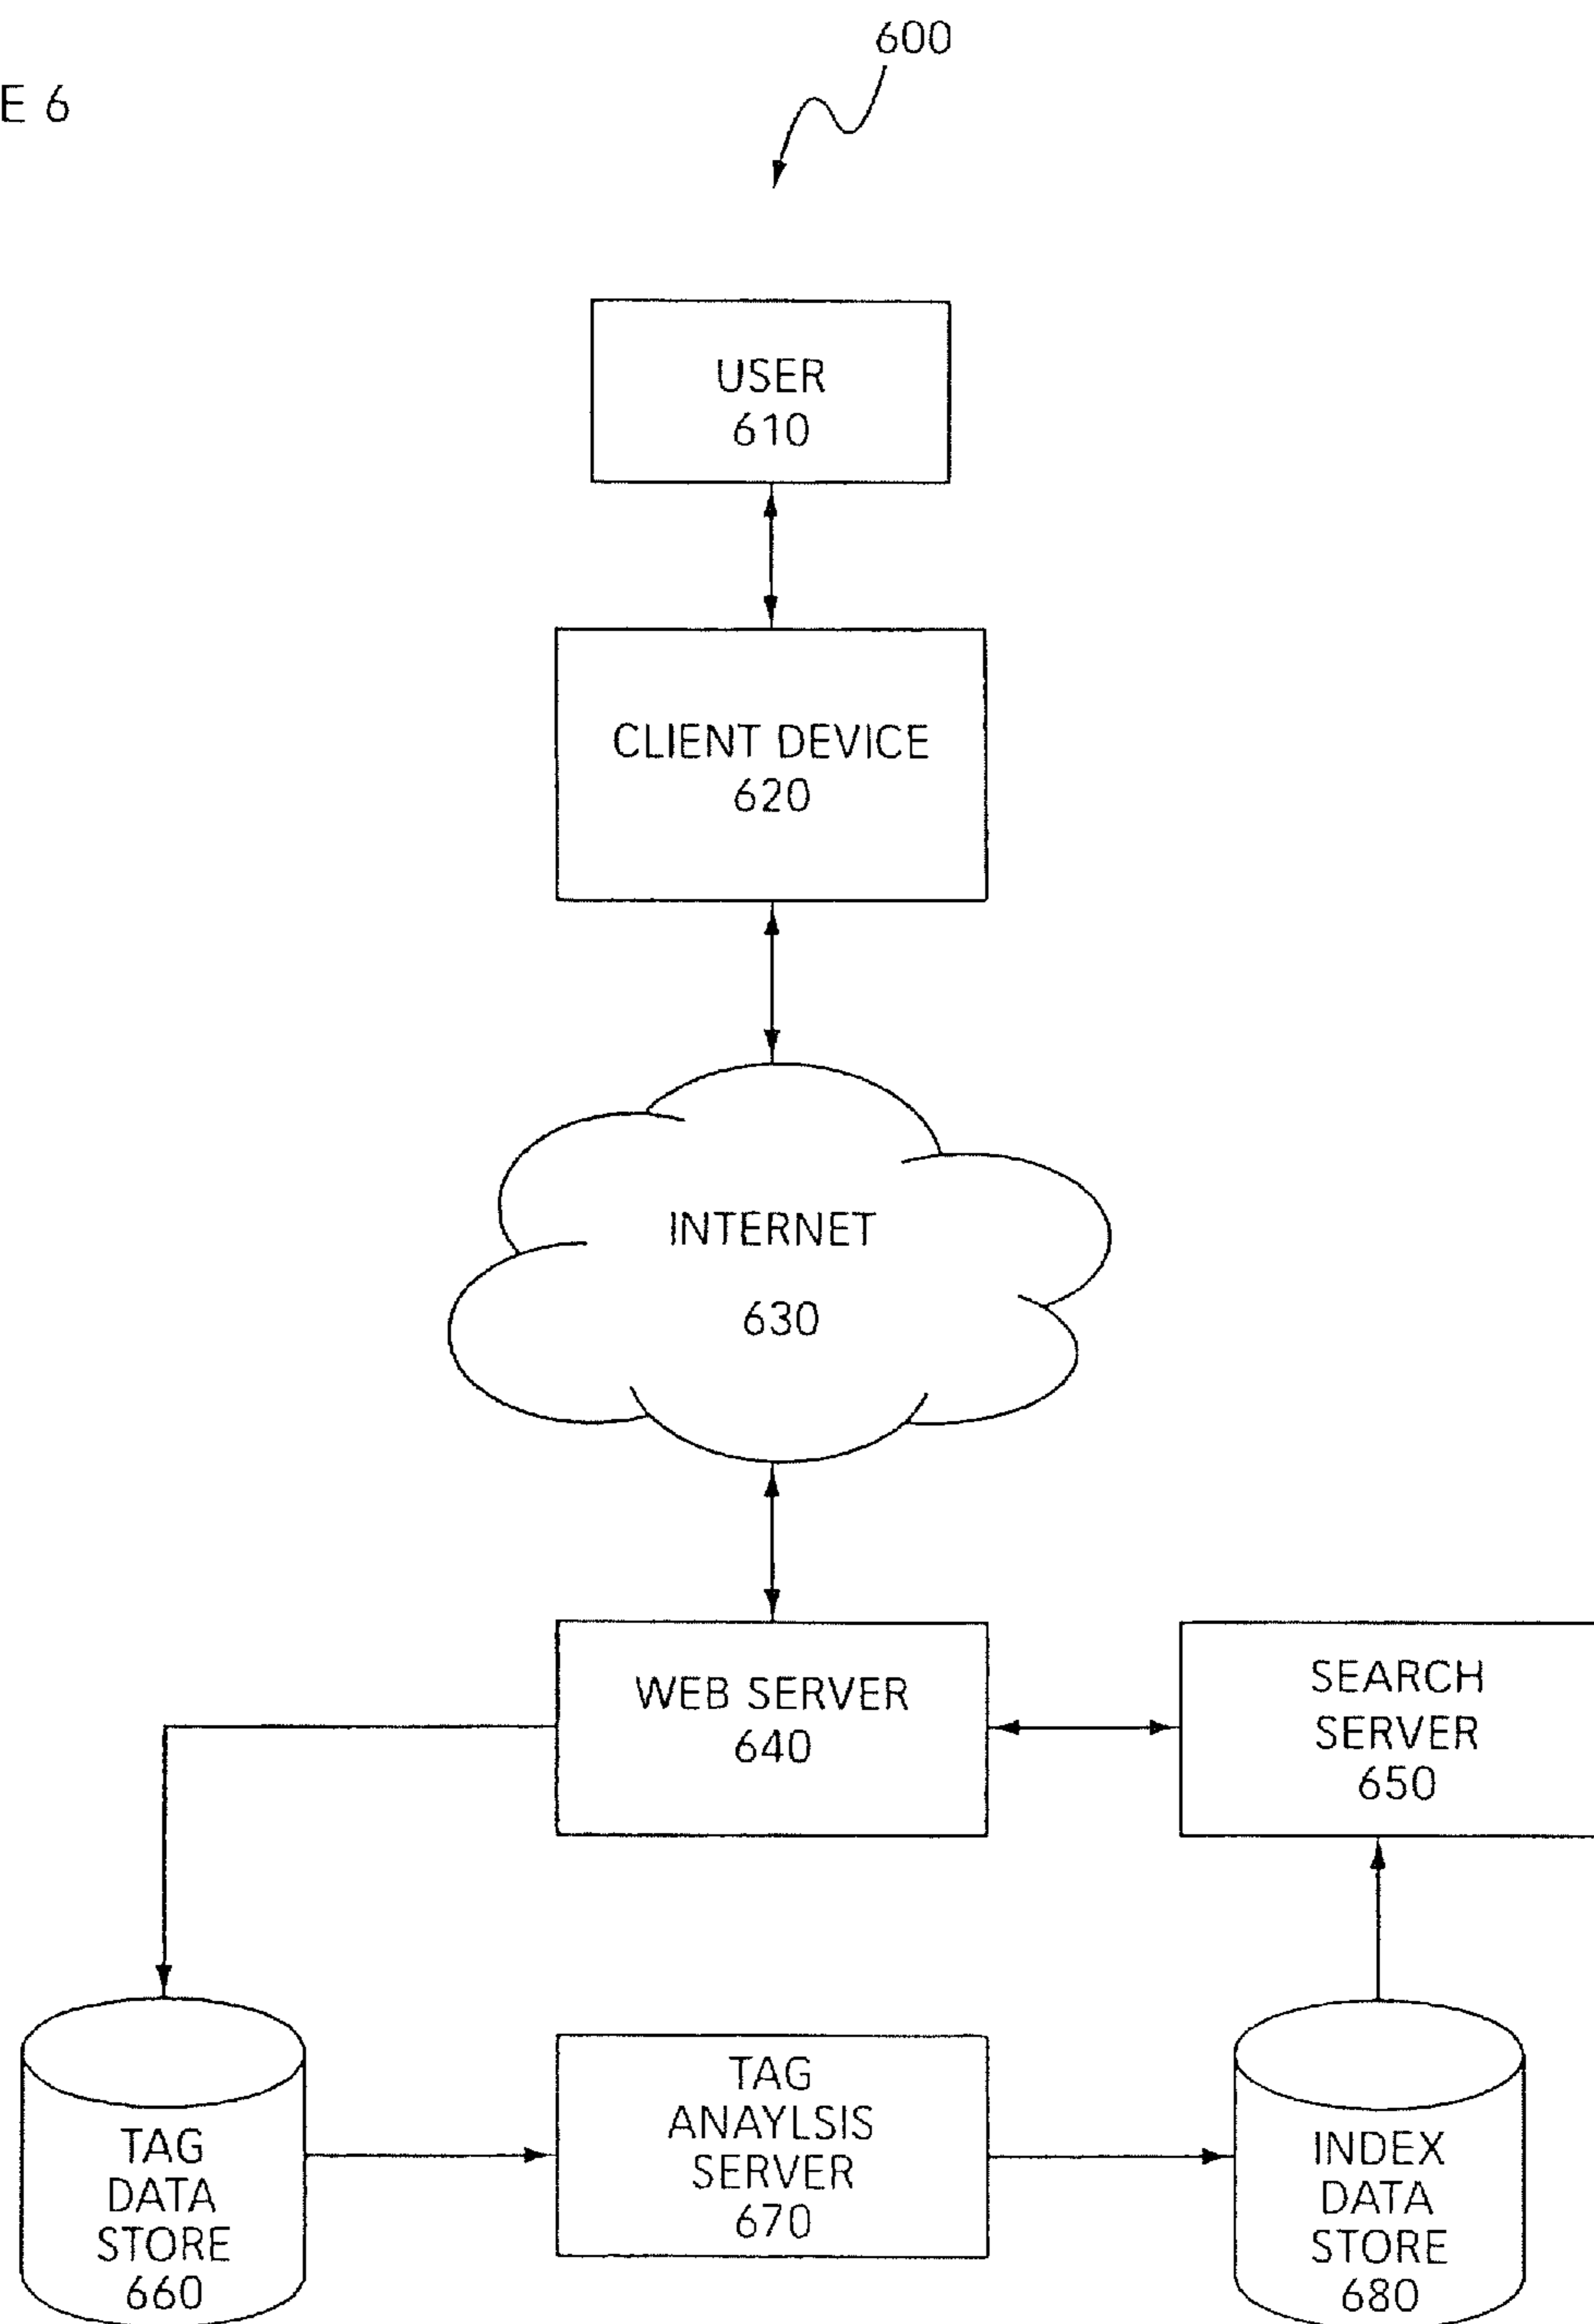 600
E 6
USER
610
CLIENT DEVICE
620
INTERNET
630
WEB SERVER
640
SEARCH
SERVER
650
TAG
DATA
STORE
660
TAG
ANAYLSIS
SERVER
670
INDEX
DATA
STORE
680